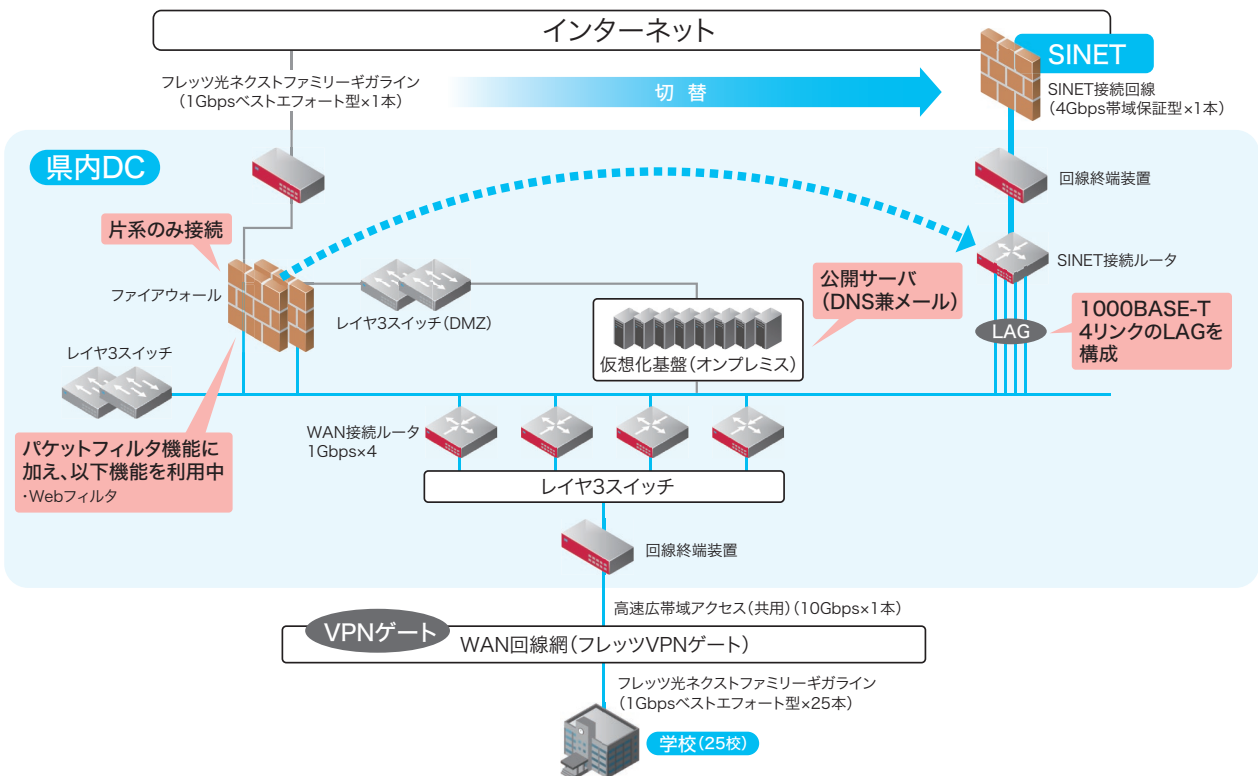 インターネット
SINET
フレッツ光ネクストファミリーギガライン
（1Gbpsベストエフォート型×1本）
切 替
SINET接続回線
（4Gbps帯域保証型×1本）
県内DC
回線終端装置
片系のみ接続
ファイアウォール
レイヤ3スイッチ（DMZ）
公開サーバ
（DNS兼メール）
SINET接続ルータ
仮想化基盤（オンプレミス）
LAG
1000BASE-T
4リンクのLAGを
構成
レイヤ3スイッチ
パケットフィルタ機能に
加え、以下機能を利用中
・Webフィルタ
WAN接続ルータ
1Gbps×4
レイヤ3スイッチ
回線終端装置
高速広帯域アクセス（共用）（10Gbps×1本）
VPNゲート
WAN回線網（フレッツVPNゲート）
フレッツ光ネクストファミリーギガライン
（1Gbpsベストエフォート型×25本）
学校（25校）